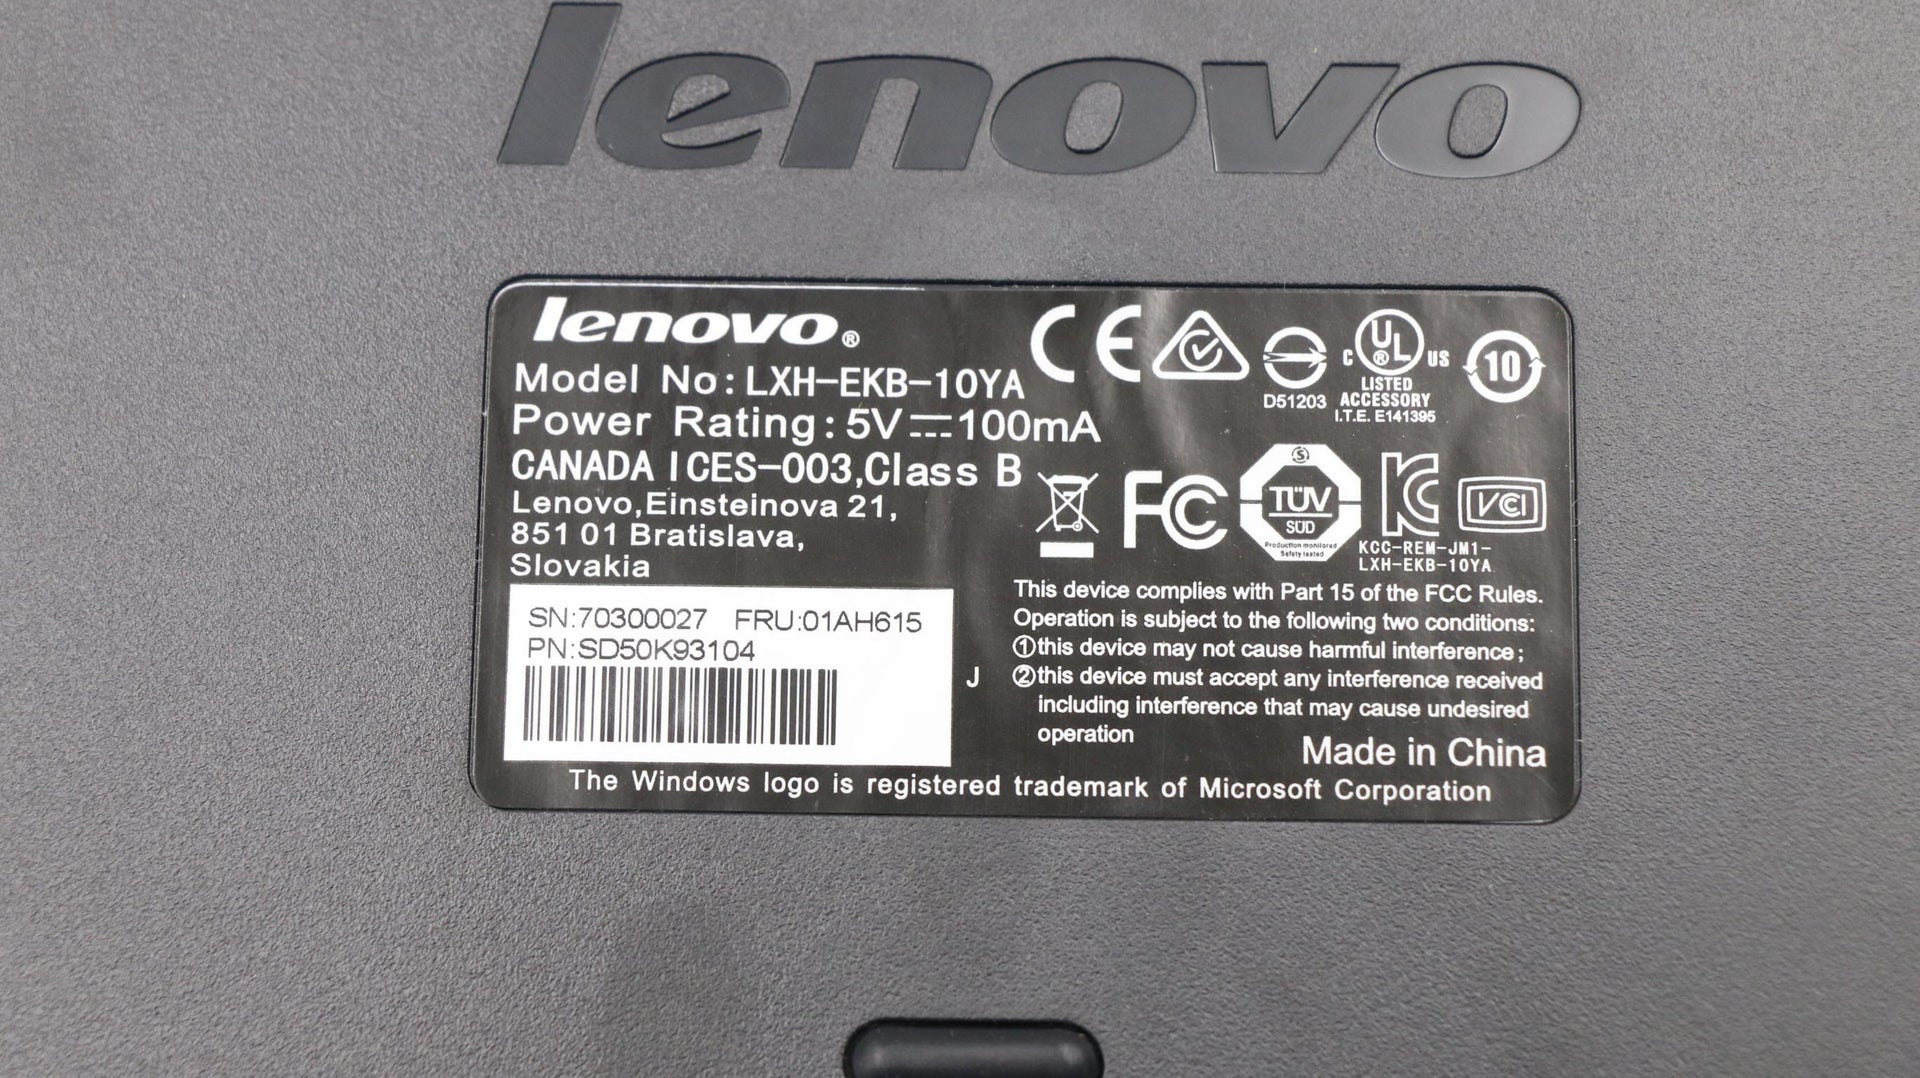 lenovo
lenovo®
Model No: LXH-EKB-10YA
Power Rating: 5V⎓100mA
CANADA ICES-003,Class B
Lenovo,Einsteinova 21,
851 01 Bratislava,
Slovakia
SN:70300027 FRU:01AH615
PN:SD50K93104
J
CE
D51203
C UL® US
LISTED
ACCESSORY
I.T.E. E141395
10
FC
TÜV
SÜD
Production monitored
Safety tested
KC
VCI
KCC-REM-JM1-
LXH-EKB-10YA
This device complies with Part 15 of the FCC Rules.
Operation is subject to the following two conditions:
①this device may not cause harmful interference;
②this device must accept any interference received
including interference that may cause undesired
operation
Made in China
The Windows logo is registered trademark of Microsoft Corporation